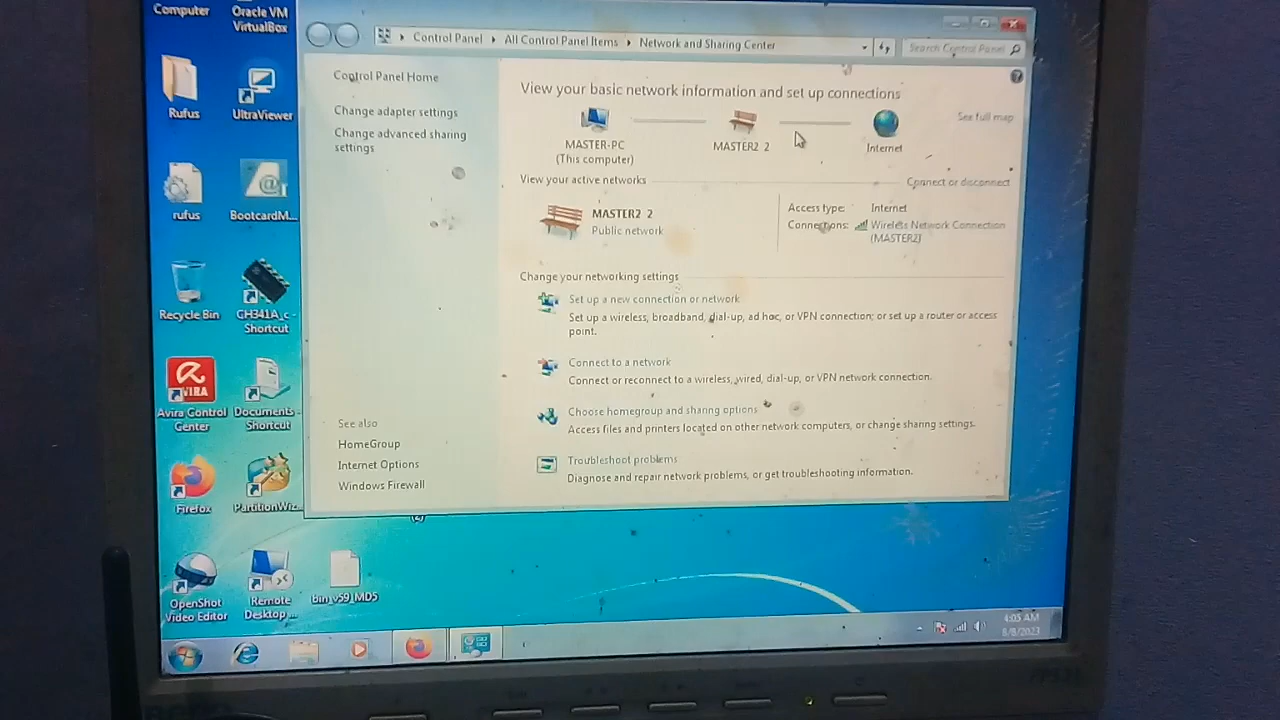 Computer
Oracle VM
VirtualBox
Rufus
UltraViewer
rufus
BootcardM...
Recycle Bin
CH341A_c -
Shortcut
AVIRA
Avira Control
Center
Documents -
Shortcut
Firefox
PartitionWiz...
OpenShot
Video Editor
Remote
Desktop ...
bin v59) MD5
(2)
Control Panel
All Control Panel Items
Network and Sharing Center
Search Control Panel
Control Panel Home
Change adapter settings
Change advanced sharing
settings
See also
HomeGroup
Internet Options
Windows Firewall
View your basic network information and set up connections
MASTER-PC
(This computer)
MASTER2 2
Internet
See full map
View your active networks
Connect or disconnect
MASTER2 2
Public network
Access type: Internet
Connections: Wireless Network Connection
(MASTER2)
Change your networking settings
Set up a new connection or network
Set up a wireless, broadband, dial-up, ad hoc, or VPN connection; or set up a router or access
point.
Connect to a network
Connect or reconnect to a wireless, wired, dial-up, or VPN network connection.
Choose homegroup and sharing options
Access files and printers located on other network computers, or change sharing settings.
Troubleshoot problems
Diagnose and repair network problems, or get troubleshooting information.
4:05 AM
8/8/2023